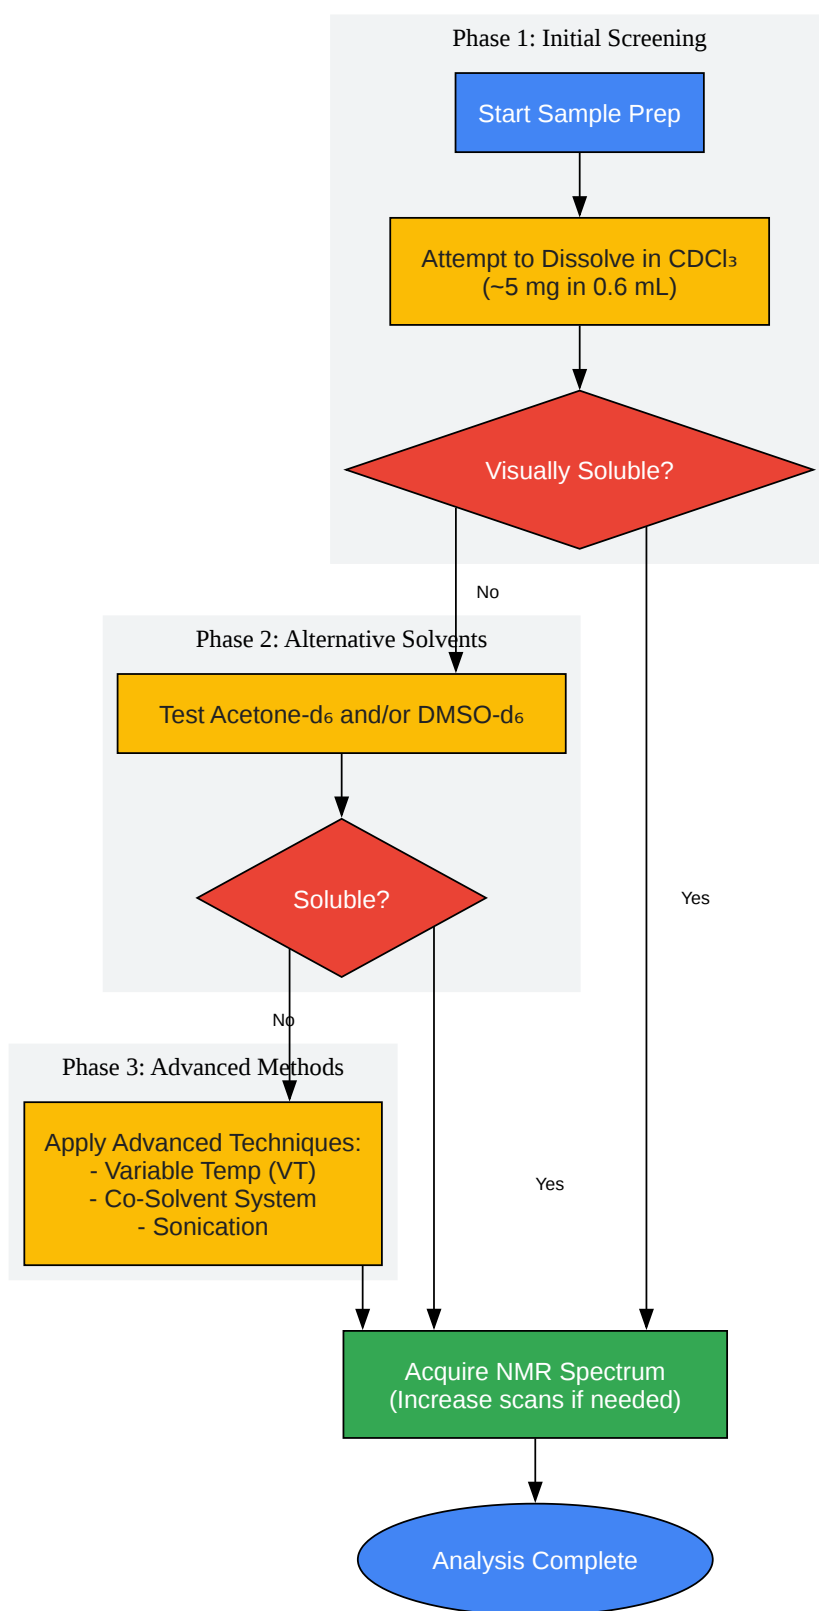 Phase 1: Initial Screening
Start Sample Prep
Attempt to Dissolve in CDCl₃
(~5 mg in 0.6 mL)
Visually Soluble?
No
Phase 2: Alternative Solvents
Test Acetone-d₆ and/or DMSO-d₆
Soluble?
Yes
No
Phase 3: Advanced Methods
Apply Advanced Techniques:
- Variable Temp (VT)
- Co-Solvent System
- Sonication
Yes
Acquire NMR Spectrum
(Increase scans if needed)
Analysis Complete